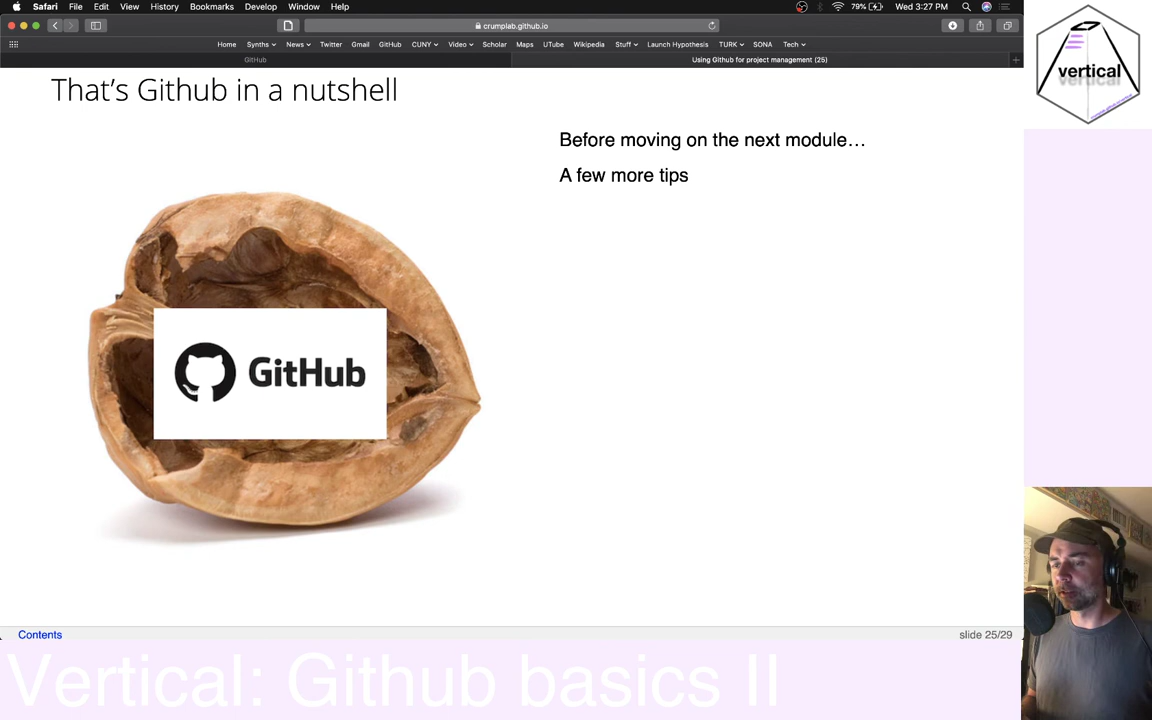 Safari File Edit View History Bookmarks Develop Window Help 79% Wed 3:27 PM
crumplab.github.io
Home Synths News Twitter Gmail GitHub CUNY Video Scholar Maps UTube Wikipedia Stuff Launch Hypothesis TURK SONA Tech
GitHub Using Github for project management (25)
vertical
That's Github in a nutshell
Before moving on the next module…
A few more tips
GitHub
Contents slide 25/29
Vertical: Github basics II